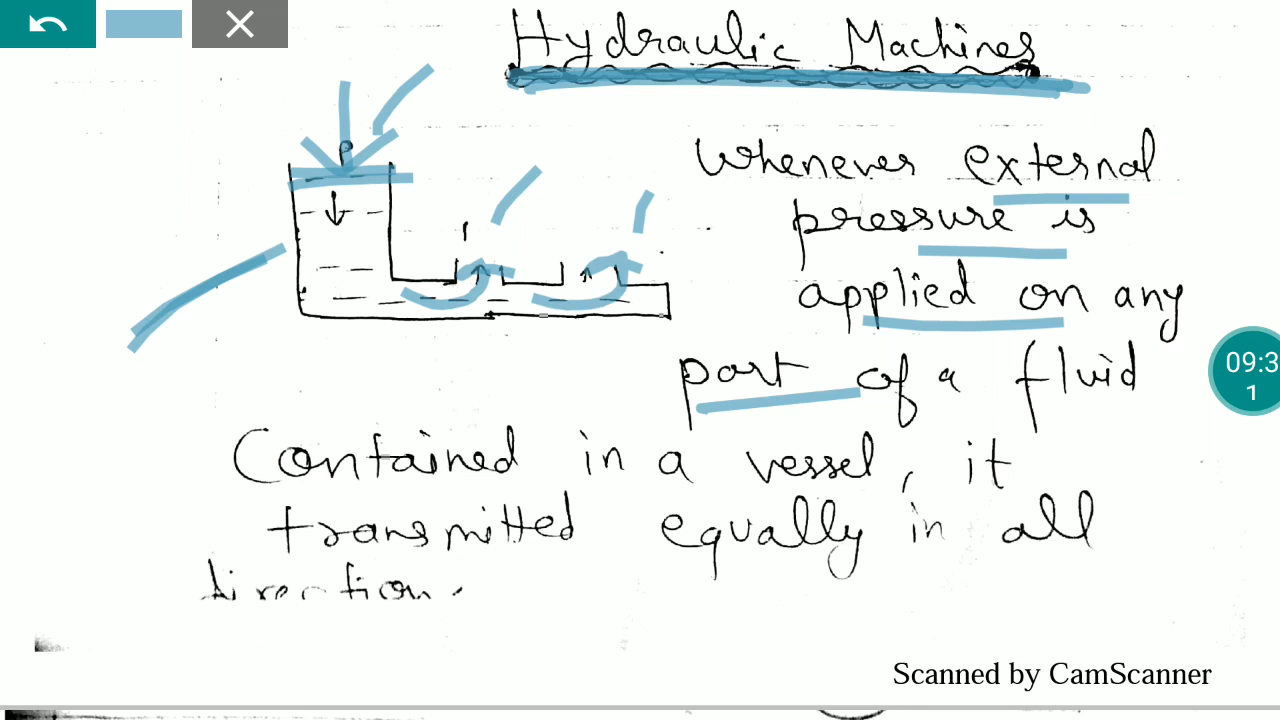 Hydraulic Machines
P
Whenever external
pressure is
applied on any
part of a fluid
Contained in a vessel, it
transmitted equally in all
direction.
09:3
1
Scanned by CamScanner